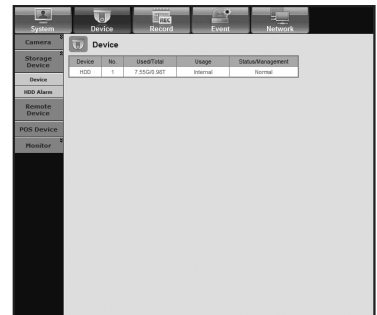 System Device Record Event Network
REC
Camera
Device
Storage
Device
Device
HDD Alarm
Remote
Device
POS Device
Monitor
Device No. Used/Total Usage Status/Management
HDD 1 7.55G/0.98T Internal Normal